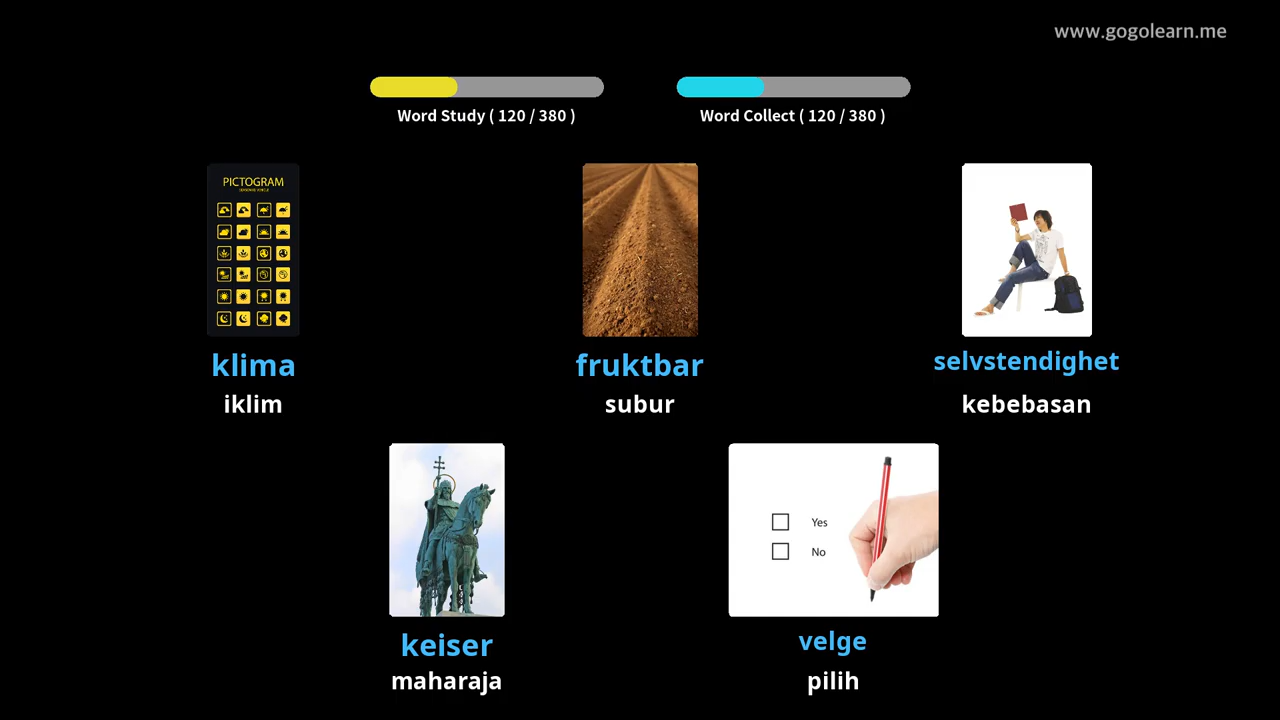 www.gogolearn.me
Word Study ( 120 / 380 )
Word Collect ( 120 / 380 )
PICTOGRAM
klima
iklim
fruktbar
subur
selvstendighet
kebebasan
Yes
No
keiser
maharaja
velge
pilih